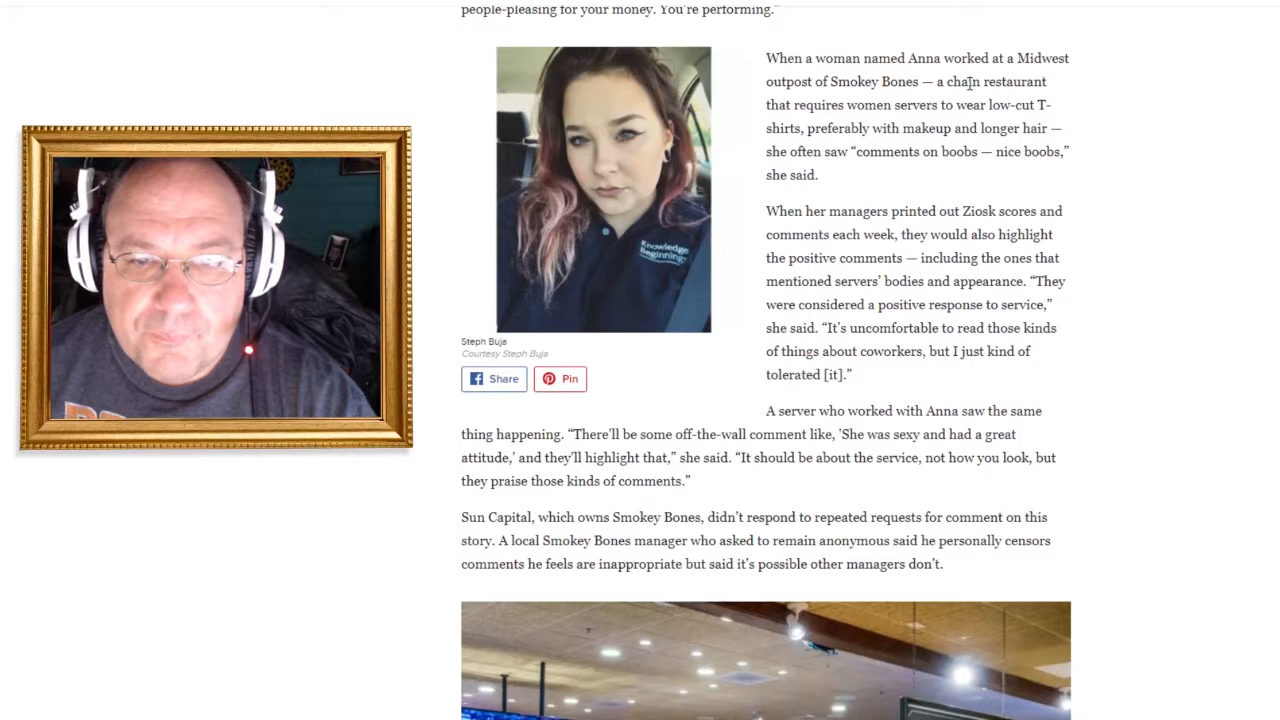 people-pleasing for your money. You're performing.”
When a woman named Anna worked at a Midwest
outpost of Smokey Bones — a chain restaurant
that requires women servers to wear low-cut T-
shirts, preferably with makeup and longer hair —
she often saw “comments on boobs — nice boobs,”
she said.
When her managers printed out Ziosk scores and
comments each week, they would also highlight
the positive comments — including the ones that
mentioned servers’ bodies and appearance. “They
were considered a positive response to service,”
she said. “It’s uncomfortable to read those kinds
of things about coworkers, but I just kind of
tolerated [it].”
Knowledge
Beginnings
Steph Buja
Courtesy Steph Buja
Share
Pin
A server who worked with Anna saw the same
thing happening. “There’ll be some off-the-wall comment like, 'She was sexy and had a great
attitude,' and they’ll highlight that,” she said. “It should be about the service, not how you look, but
they praise those kinds of comments.”
Sun Capital, which owns Smokey Bones, didn’t respond to repeated requests for comment on this
story. A local Smokey Bones manager who asked to remain anonymous said he personally censors
comments he feels are inappropriate but said it’s possible other managers don’t.